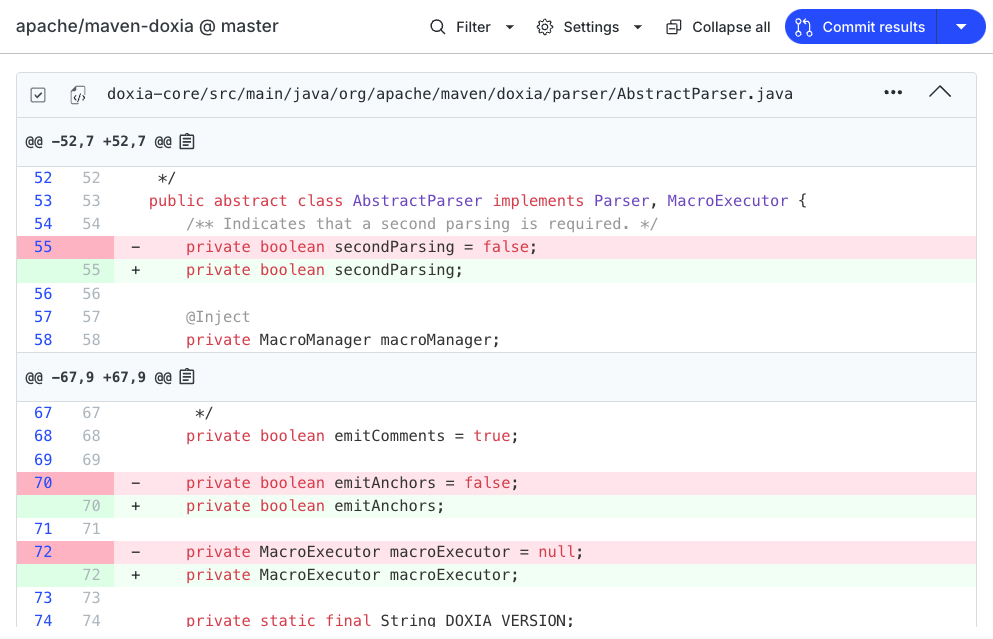 apache/maven-doxia @ master Filter Settings Collapse all Commit results
doxia-core/src/main/java/org/apache/maven/doxia/parser/AbstractParser.java
@@ -52,7 +52,7 @@
52 52 */
53 53 public abstract class AbstractParser implements Parser, MacroExecutor {
54 54 /** Indicates that a second parsing is required. */
55 - private boolean secondParsing = false;
55 + private boolean secondParsing;
56 56
57 57 @Inject
58 58 private MacroManager macroManager;
@@ -67,9 +67,9 @@
67 67 */
68 68 private boolean emitComments = true;
69 69
70 - private boolean emitAnchors = false;
70 + private boolean emitAnchors;
71 71
72 - private MacroExecutor macroExecutor = null;
72 + private MacroExecutor macroExecutor;
73 73
74 74 private static final String DOXIA_VERSION;